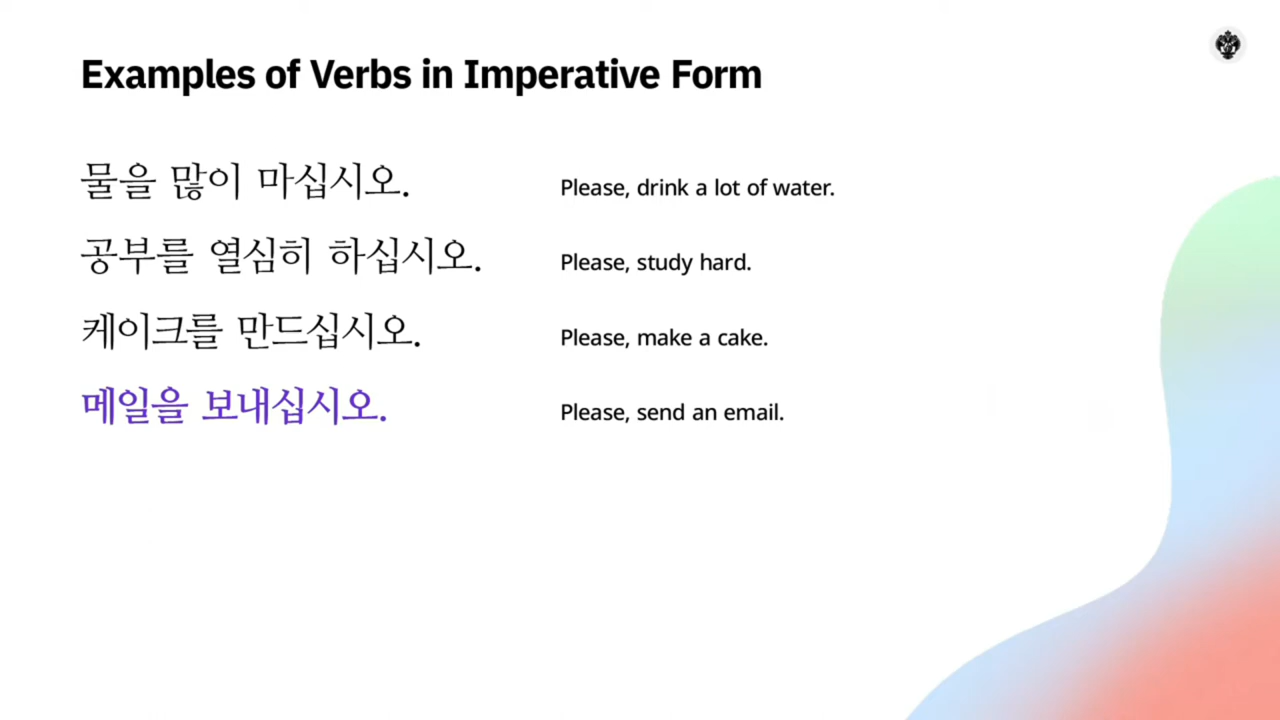 Examples of Verbs in Imperative Form
물을 많이 마십시오. Please, drink a lot of water.
공부를 열심히 하십시오. Please, study hard.
케이크를 만드십시오. Please, make a cake.
메일을 보내십시오. Please, send an email.